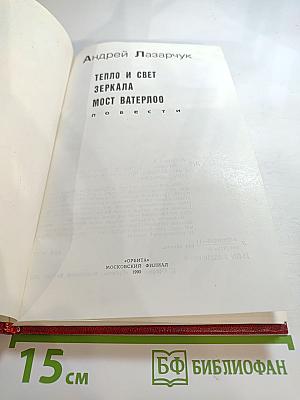 Андрей Лазарчук
ТЕПЛО И СВЕТ
ЗЕРКАЛА
МОСТ ВАТЕРЛОО
повести
«ОРБИТА»
МОСКОВСКИЙ ФИЛИАЛ
15 см
БФ БИБЛИОФАН